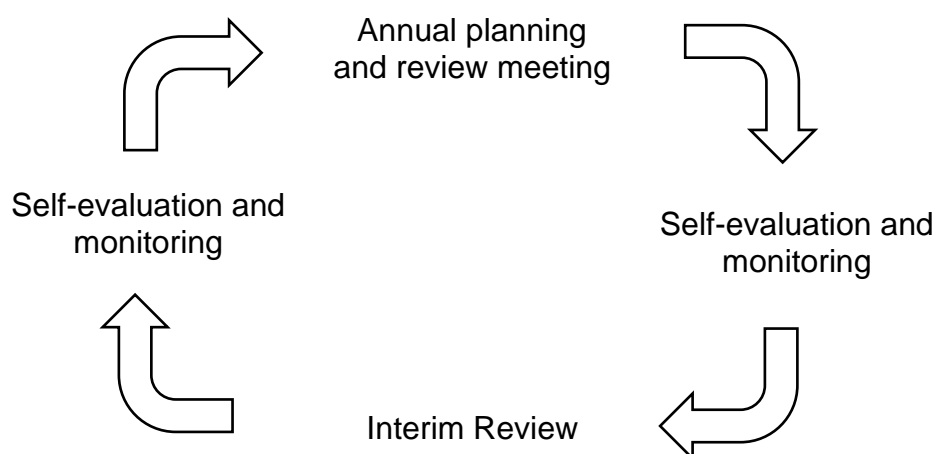 Annual planning
and review meeting
Self-evaluation and
monitoring
Self-evaluation and
monitoring
Interim Review